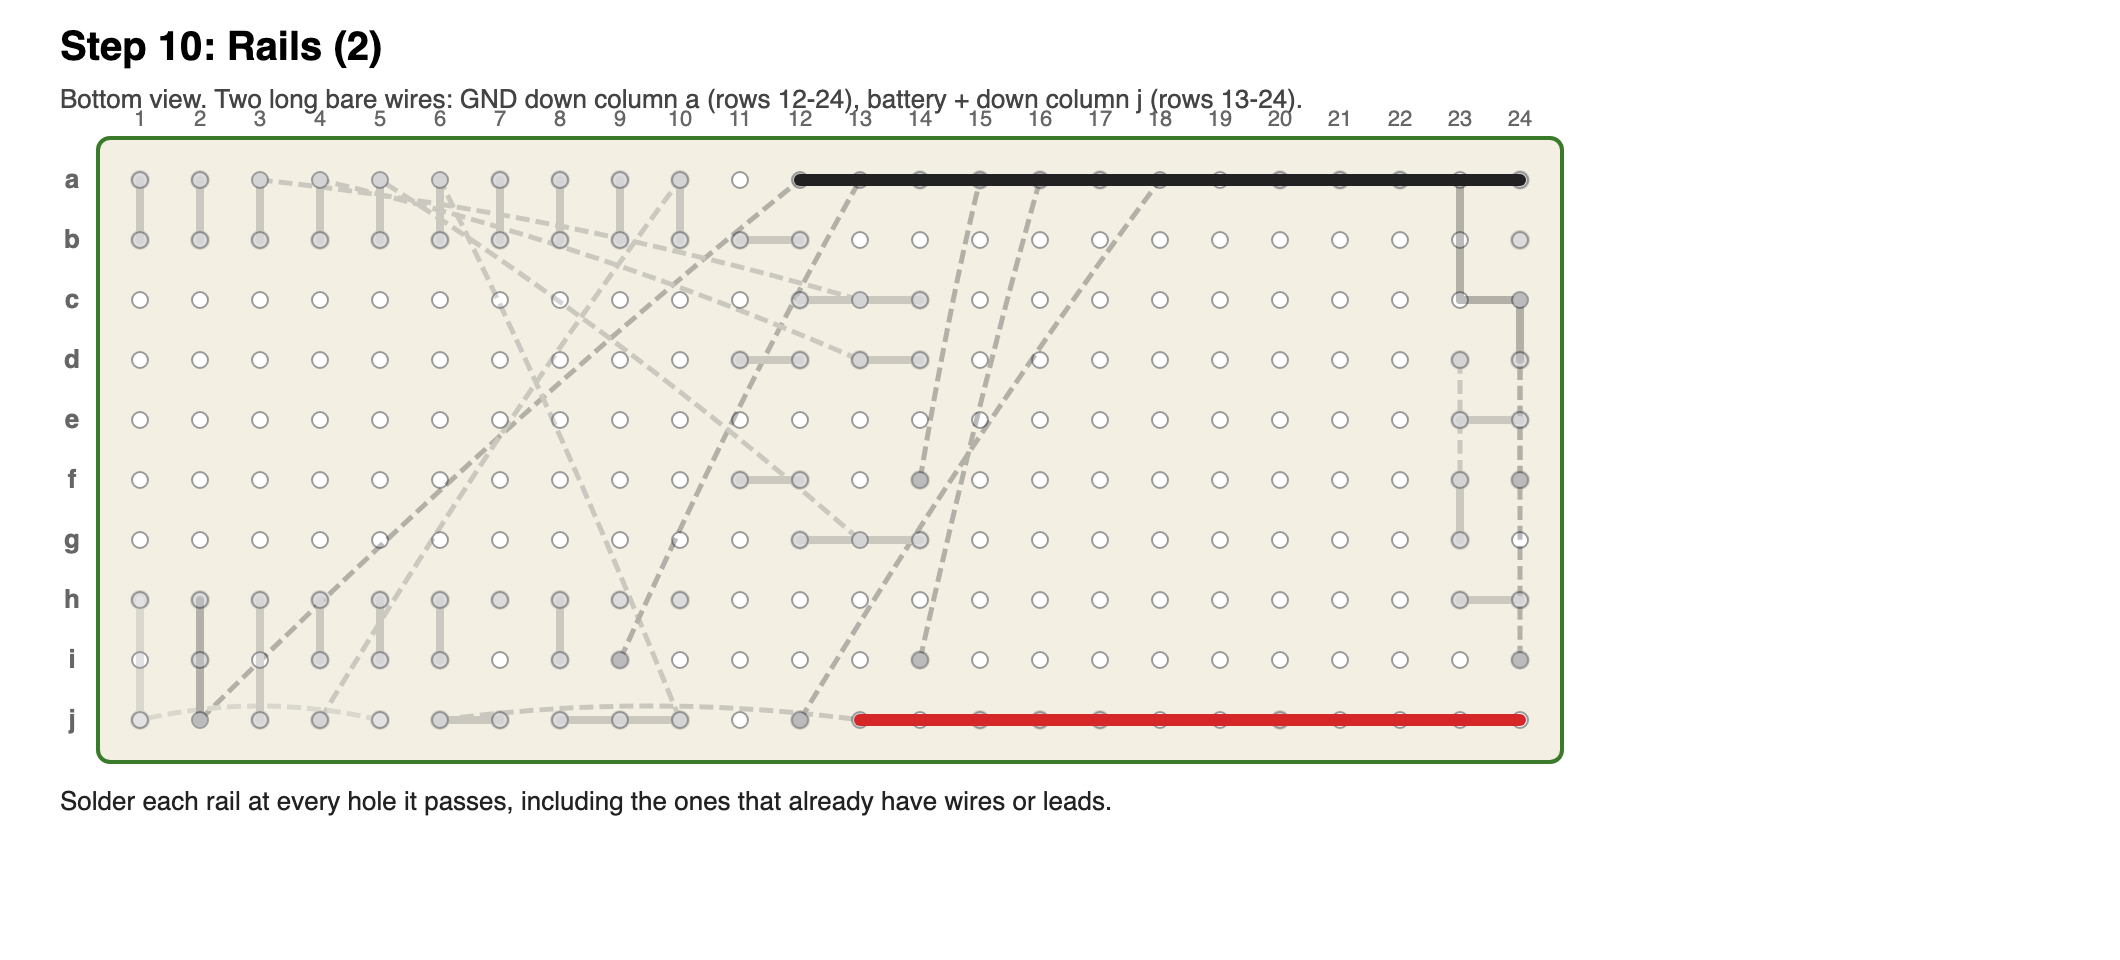 Step 10: Rails (2)
Bottom view. Two long bare wires: GND down column a (rows 12-24), battery + down column j (rows 13-24).
1 2 3 4 5 6 7 8 9 10 11 12 13 14 15 16 17 18 19 20 21 22 23 24
a
b
c
d
e
f
g
h
i
j
Solder each rail at every hole it passes, including the ones that already have wires or leads.